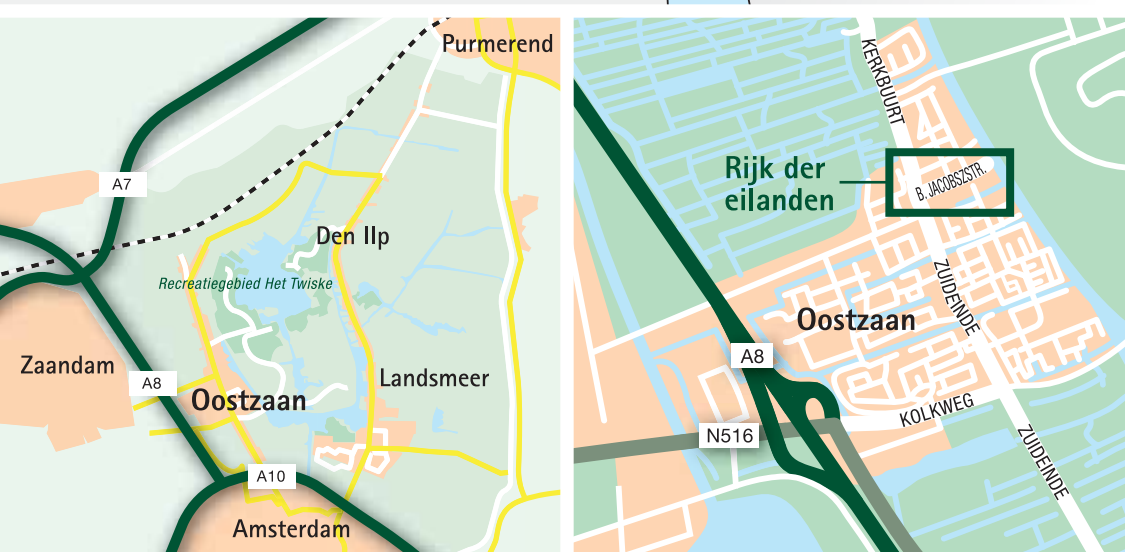 Purmerend
A7
Den Ilp
Recreatiegebied Het Twiske
Zaandam
A8
Oostzaan
Landsmeer
A10
Amsterdam
KERKBUURT
Rijk der
eilanden
B. JACOBSZSTR.
ZUIDEINDE
Oostzaan
A8
KOLKWEG
N516
ZUIDEINDE